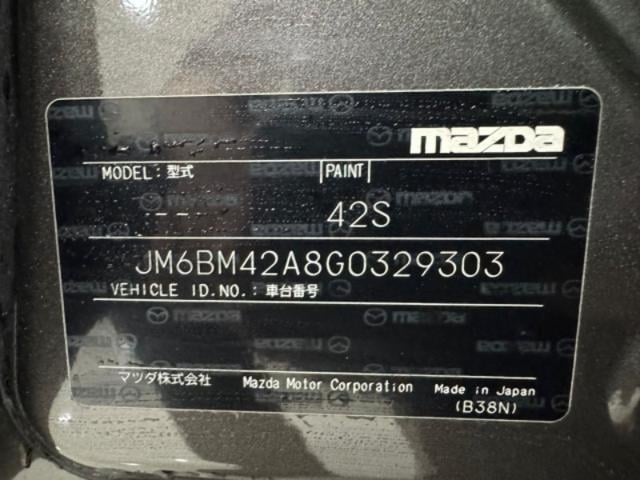 mazda
MODEL:型式 PAINT
-- 42S
JM6BM42A8G0329303
VEHICLE ID.NO.:車台番号
マツダ株式会社 Mazda Motor Corporation Made in Japan
(B38N)